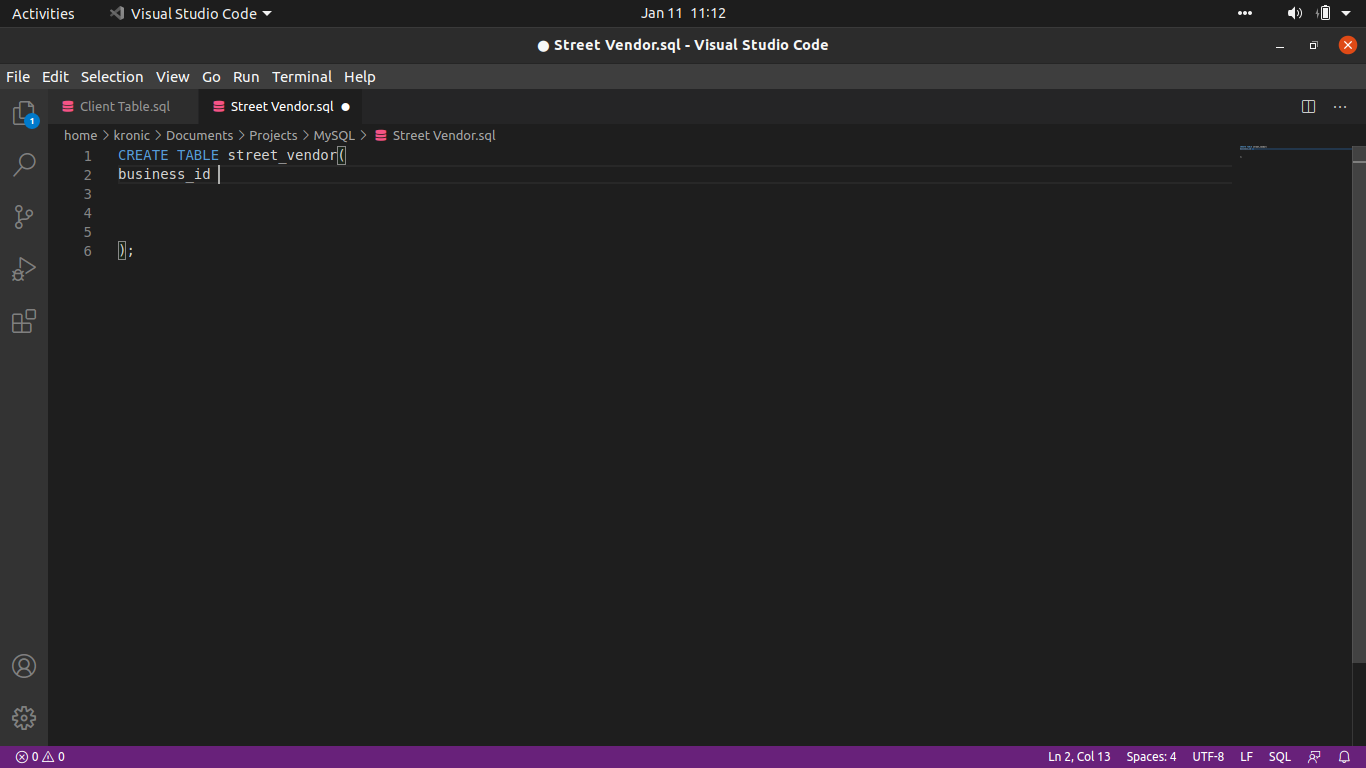 Activities Visual Studio Code Jan 11 11:12
Street Vendor.sql - Visual Studio Code
File Edit Selection View Go Run Terminal Help
1 Client Table.sql Street Vendor.sql
home kronic Documents Projects MySQL Street Vendor.sql
1 CREATE TABLE street_vendor(
2 business_id
3
4
5
6 );
0 0 Ln 2, Col 13 Spaces: 4 UTF-8 LF SQL